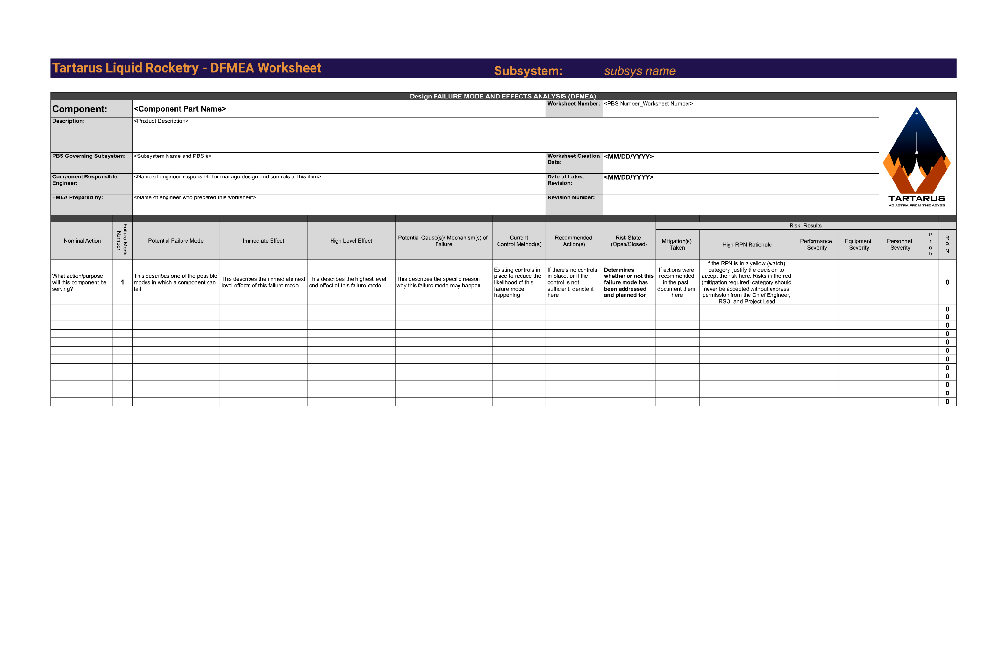 Tartarus Liquid Rocketry - DFMEA Worksheet
Subsystem:
subsys name
Design FAILURE MODE AND EFFECTS ANALYSIS (DFMEA)
Component:
<Component Part Name>
Worksheet Number:
<PBS Number_Worksheet Number>
Description:
<Product Description>
PBS Governing Subsystem:
<Subsystem Name and PBS #>
Worksheet Creation
Date:
<MM/DD/YYYY>
Component Responsible
Engineer:
<Name of engineer responsible for manage design and controls of this item>
Date of Latest
Revision:
<MM/DD/YYYY>
FMEA Prepared by:
<Name of engineer who prepared this worksheet>
Revision Number:
TARTARUS
AD ASTRA FROM THE ABYSS
Nominal Action
Failure Mode
Number
Potential Failure Mode
Immediate Effect
High Level Effect
Potential Cause(s)/ Mechanism(s) of
Failure
Current
Control Method(s)
Recommended
Action(s)
Risk State
(Open/Closed)
Risk Results
Mitigation(s)
Taken
High RPN Rationale
Performance
Severity
Equipment
Severity
Personnel
Severity
P
r
o
b
R
P
N
What action/purpose
will this component be
serving?
1
This describes one of the possible
modes in which a component can
fail
This describes the immediate next
level effects of this failure mode
This describes the highest level
end effect of this failure mode
This describes the specific reason
why this failure mode may happen
Existing controls in
place to reduce the
likelihood of this
failure mode
happening
If there's no controls
in place, or if the
control is not
sufficient, denote it
here
Determines
whether or not this
failure mode has
been addressed
and planned for
If actions were
recommended
in the past,
document them
here
If the RPN is in a yellow (watch)
category, justify the decision to
accept the risk here. Risks in the red
(mitigation required) category should
never be accepted without express
permission from the Chief Engineer,
RSO, and Project Lead
0
0
0
0
0
0
0
0
0
0
0
0
0